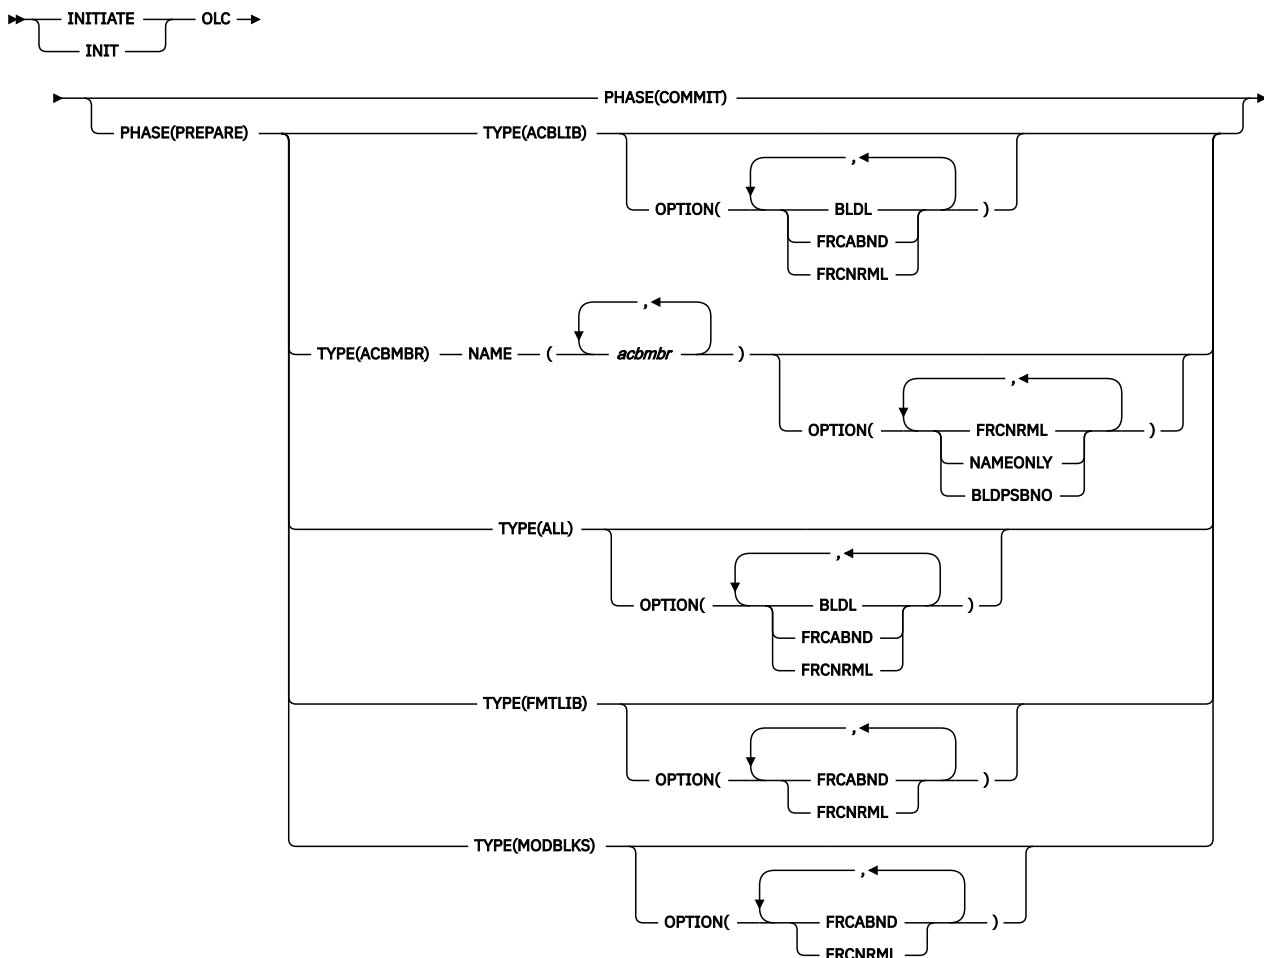 INITIATE OLC
INIT
PHASE(COMMIT)
PHASE(PREPARE) TYPE(ACBLIB)
,
OPTION( BLDL )
FRCABND
FRCNRML
,
TYPE(ACBMBR) NAME ( acbmbr )
,
OPTION( FRCNRML )
NAMEONLY
BLDPSBNO
TYPE(ALL)
,
OPTION( BLDL )
FRCABND
FRCNRML
TYPE(FMTLIB)
,
OPTION( FRCABND )
FRCNRML
TYPE(MODBLKS)
,
OPTION( FRCABND )
FRCNRML